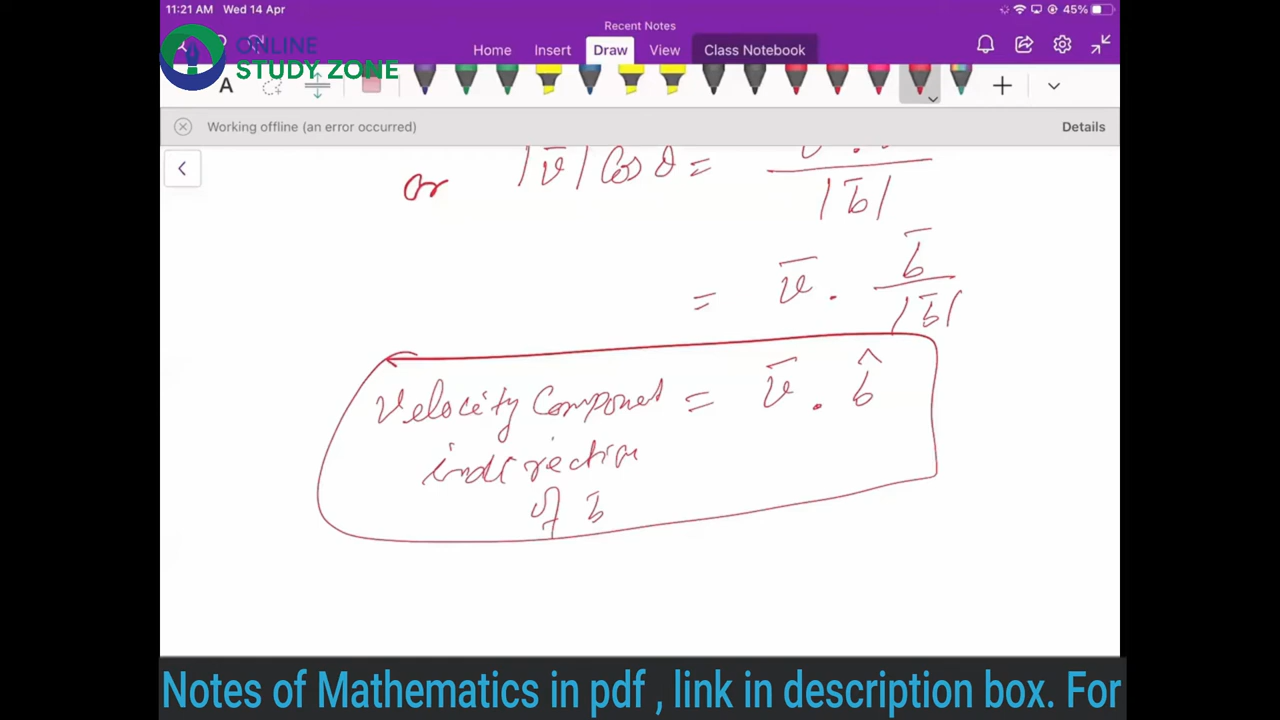 11:21 AM Wed 14 Apr
45%
Recent Notes
ONLINE
STUDY ZONE
Home Insert Draw View Class Notebook
A
Working offline (an error occurred)
Details
or |v̄| Cos θ =
|b̄|
= v̄ . b̄ / |b̄|
Velocity Component = v̄ . b̂
in direction
of b̄
Notes of Mathematics in pdf , link in description box. For